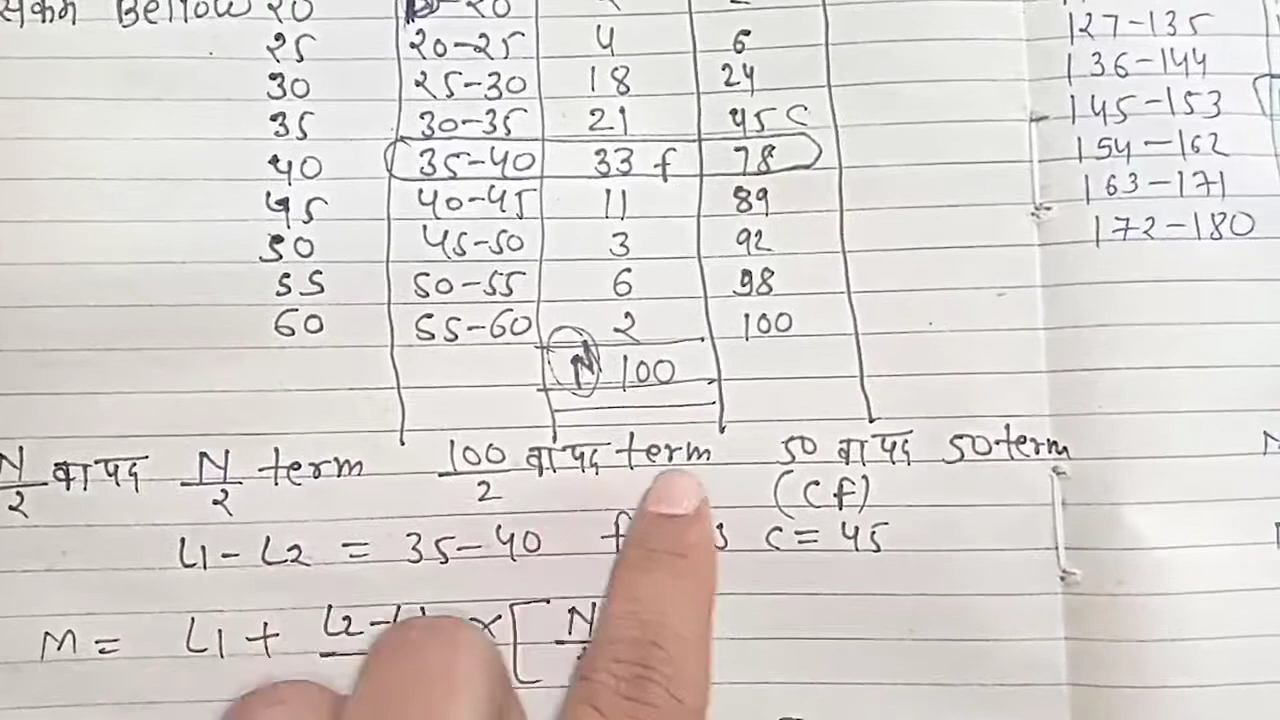 Bellow 20
25 20-25 4 6 127-135
30 25-30 18 24 136-144
35 30-35 21 45 C 145-153
40 35-40 33 f 78 154-162
45 40-45 11 89 163-171
50 45-50 3 92 172-180
55 50-55 6 98
60 55-60 2 100
N 100
N/2 वा पद N/2 term 100/2 वा पद term 50 वा पद 50 term
(cf)
L1-L2 = 35-40 f c= 45
M= L1+ × [ N